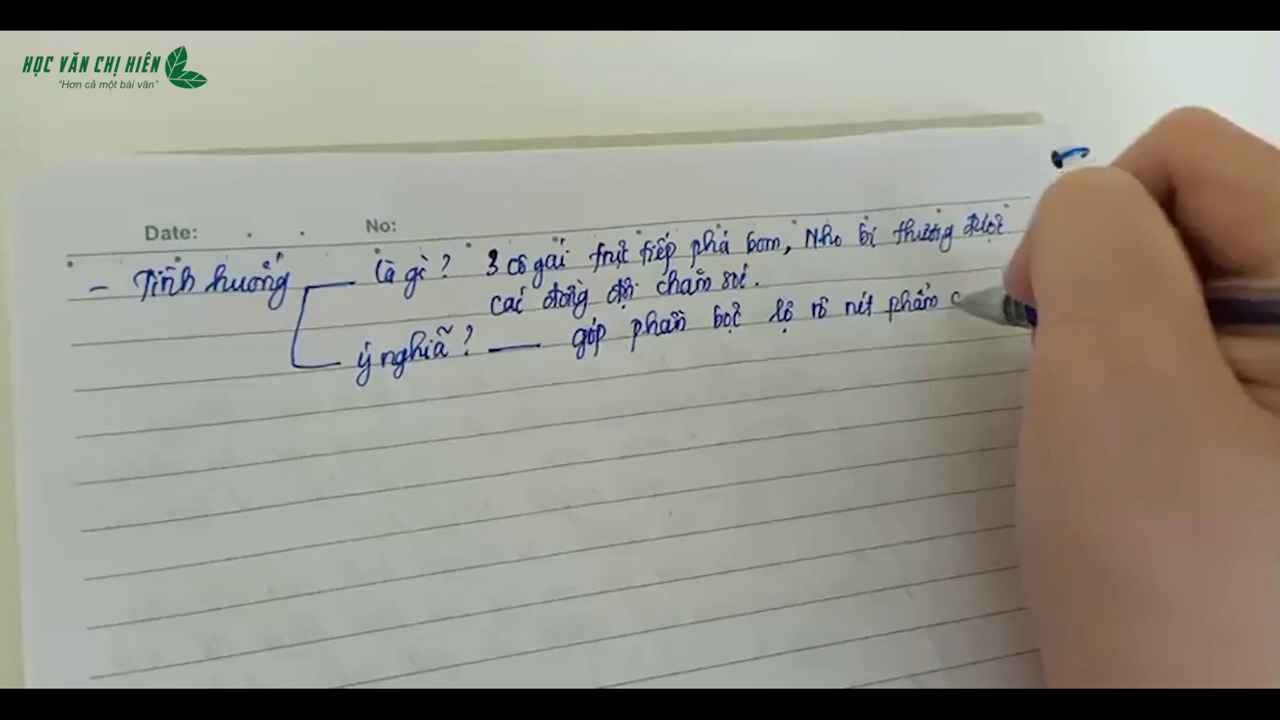 HỌC VĂN CHỊ HIÊN
"Hơn cả một bài văn"
Date: No:
- Tình huống là gì? 3 cô gái trực tiếp phá bom, Nho bị thương được
các đồng đội chăm sóc.
ý nghĩa? — góp phần bộc lộ rõ nét phẩm c